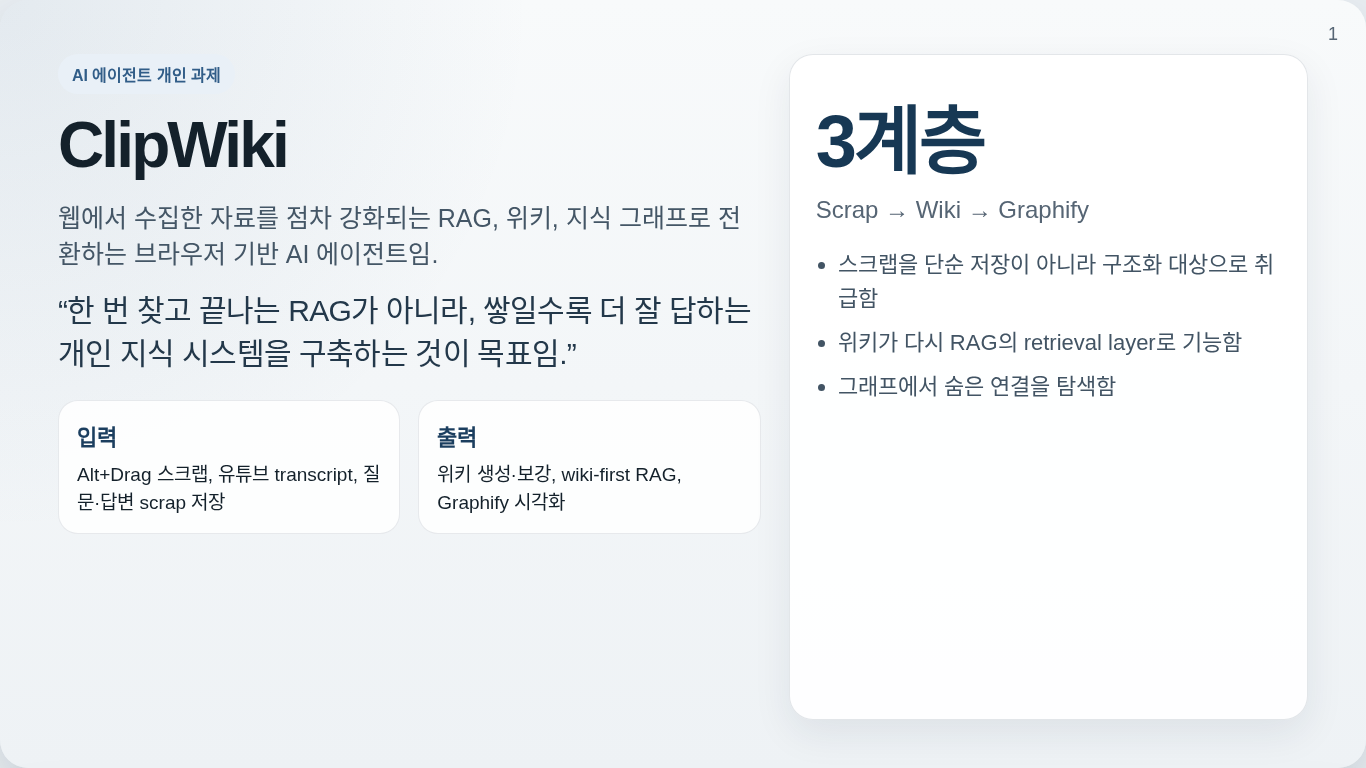 1
AI 에이전트 개인 과제
ClipWiki
웹에서 수집한 자료를 점차 강화되는 RAG, 위키, 지식 그래프로 전
환하는 브라우저 기반 AI 에이전트임.
“한 번 찾고 끝나는 RAG가 아니라, 쌓일수록 더 잘 답하는
개인 지식 시스템을 구축하는 것이 목표임.”
입력
Alt+Drag 스크랩, 유튜브 transcript, 질
문·답변 scrap 저장
출력
위키 생성·보강, wiki-first RAG,
Graphify 시각화
3계층
Scrap → Wiki → Graphify
• 스크랩을 단순 저장이 아니라 구조화 대상으로 취
급함
• 위키가 다시 RAG의 retrieval layer로 기능함
• 그래프에서 숨은 연결을 탐색함